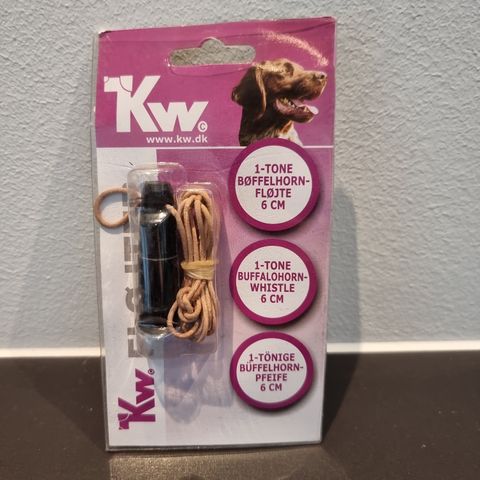 KW
©
www.kw.dk
1-TONE
BØFFELHORN-
FLØJTE
6 CM
1-TONE
BUFFALOHORN-
WHISTLE
6 CM
1-TÖNIGE
BÜFFELHORN-
PFEIFE
6 CM
KW
©